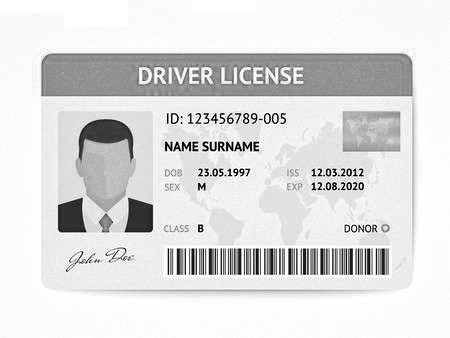 DRIVER LICENSE
ID: 123456789-005
NAME SURNAME
DOB 23.05.1997 ISS 12.03.2012
SEX M EXP 12.08.2020
CLASS B DONOR
John Doe